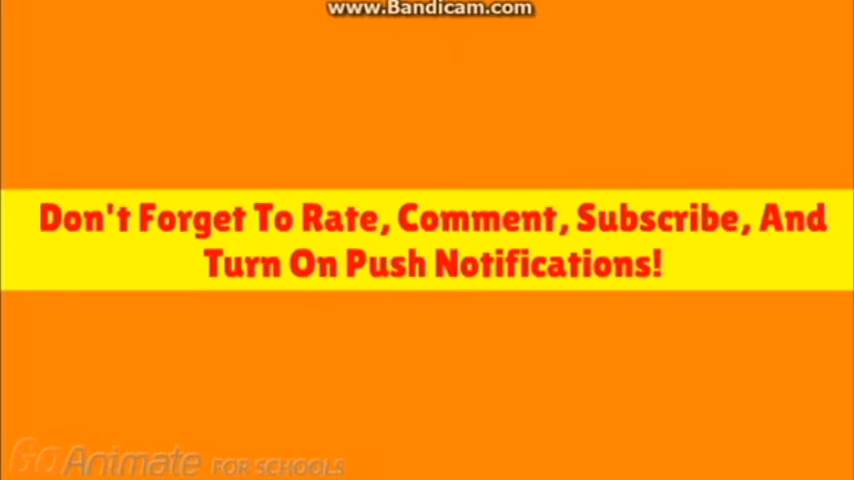 www.Bandicam.com
Don't Forget To Rate, Comment, Subscribe, And
Turn On Push Notifications!
GoAnimate FOR SCHOOLS